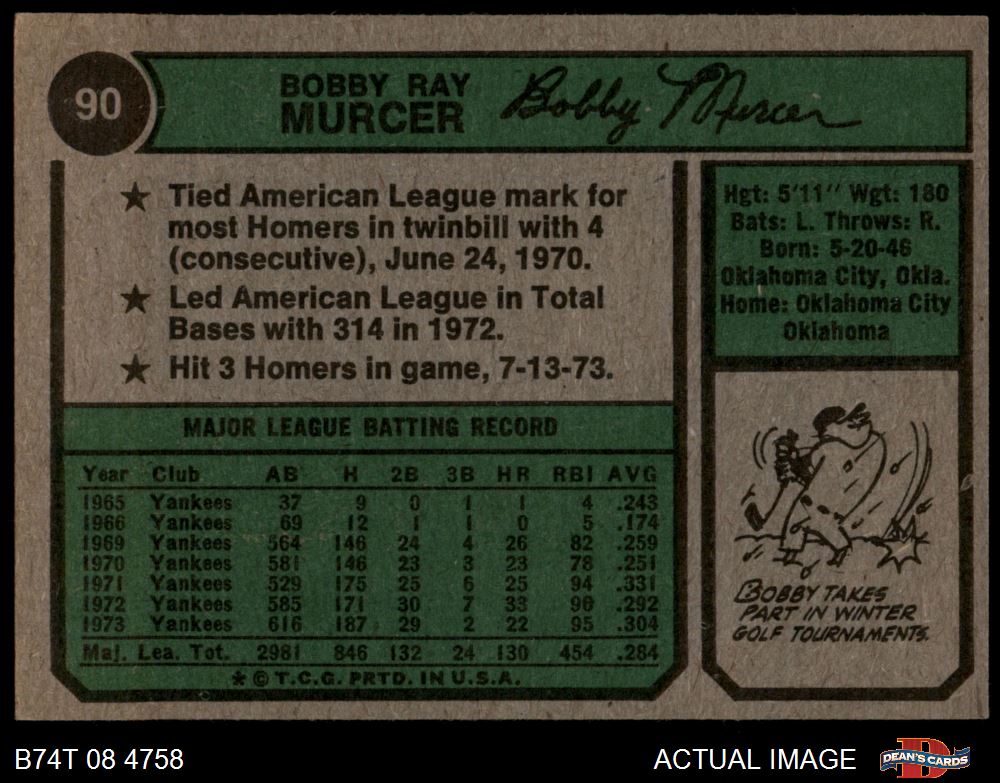 90
BOBBY RAY
MURCER
Bobby Murcer
★ Tied American League mark for
most Homers in twinbill with 4
(consecutive), June 24, 1970.
★ Led American League in Total
Bases with 314 in 1972.
★ Hit 3 Homers in game, 7-13-73.
Hgt: 5'11'' Wgt: 180
Bats: L. Throws: R.
Born: 5-20-46
Oklahoma City, Okla.
Home: Oklahoma City
Oklahoma
MAJOR LEAGUE BATTING RECORD
Year Club AB H 2B 3B HR RBI AVG
1965 Yankees 37 9 0 1 1 4 .243
1966 Yankees 69 12 1 1 0 5 .174
1969 Yankees 564 146 24 4 26 82 .259
1970 Yankees 581 146 23 3 23 78 .251
1971 Yankees 529 175 25 6 25 94 .331
1972 Yankees 585 171 30 7 33 96 .292
1973 Yankees 616 187 29 2 22 95 .304
Maj. Lea. Tot. 2981 846 132 24 130 454 .284
* © T.C.G. PRTD. IN U.S.A.
BOBBY TAKES
PART IN WINTER
GOLF TOURNAMENTS.
B74T 08 4758
ACTUAL IMAGE
DEAN'S CARDS